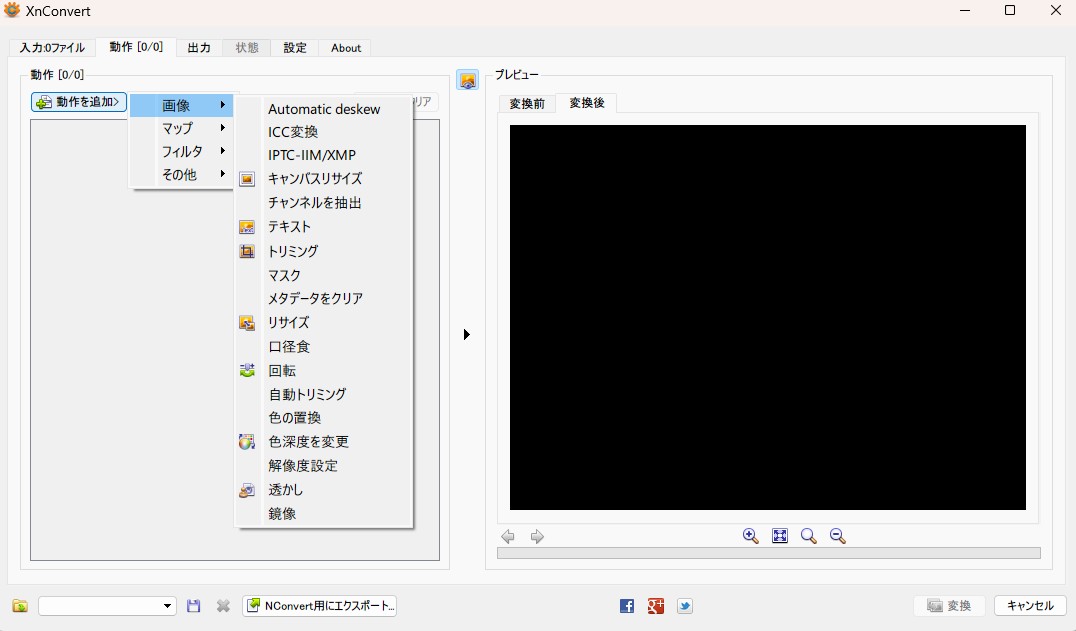 XnConvert
入力:0ファイル
動作 [0/0]
出力
状態
設定
About
動作 [0/0]
動作を追加>
リア
画像
マップ
フィルタ
その他
Automatic deskew
ICC変換
IPTC-IIM/XMP
キャンバスリサイズ
チャンネルを抽出
テキスト
トリミング
マスク
メタデータをクリア
リサイズ
口径食
回転
自動トリミング
色の置換
色深度を変更
解像度設定
透かし
鏡像
プレビュー
変換前
変換後
NConvert用にエクスポート...
変換
キャンセル